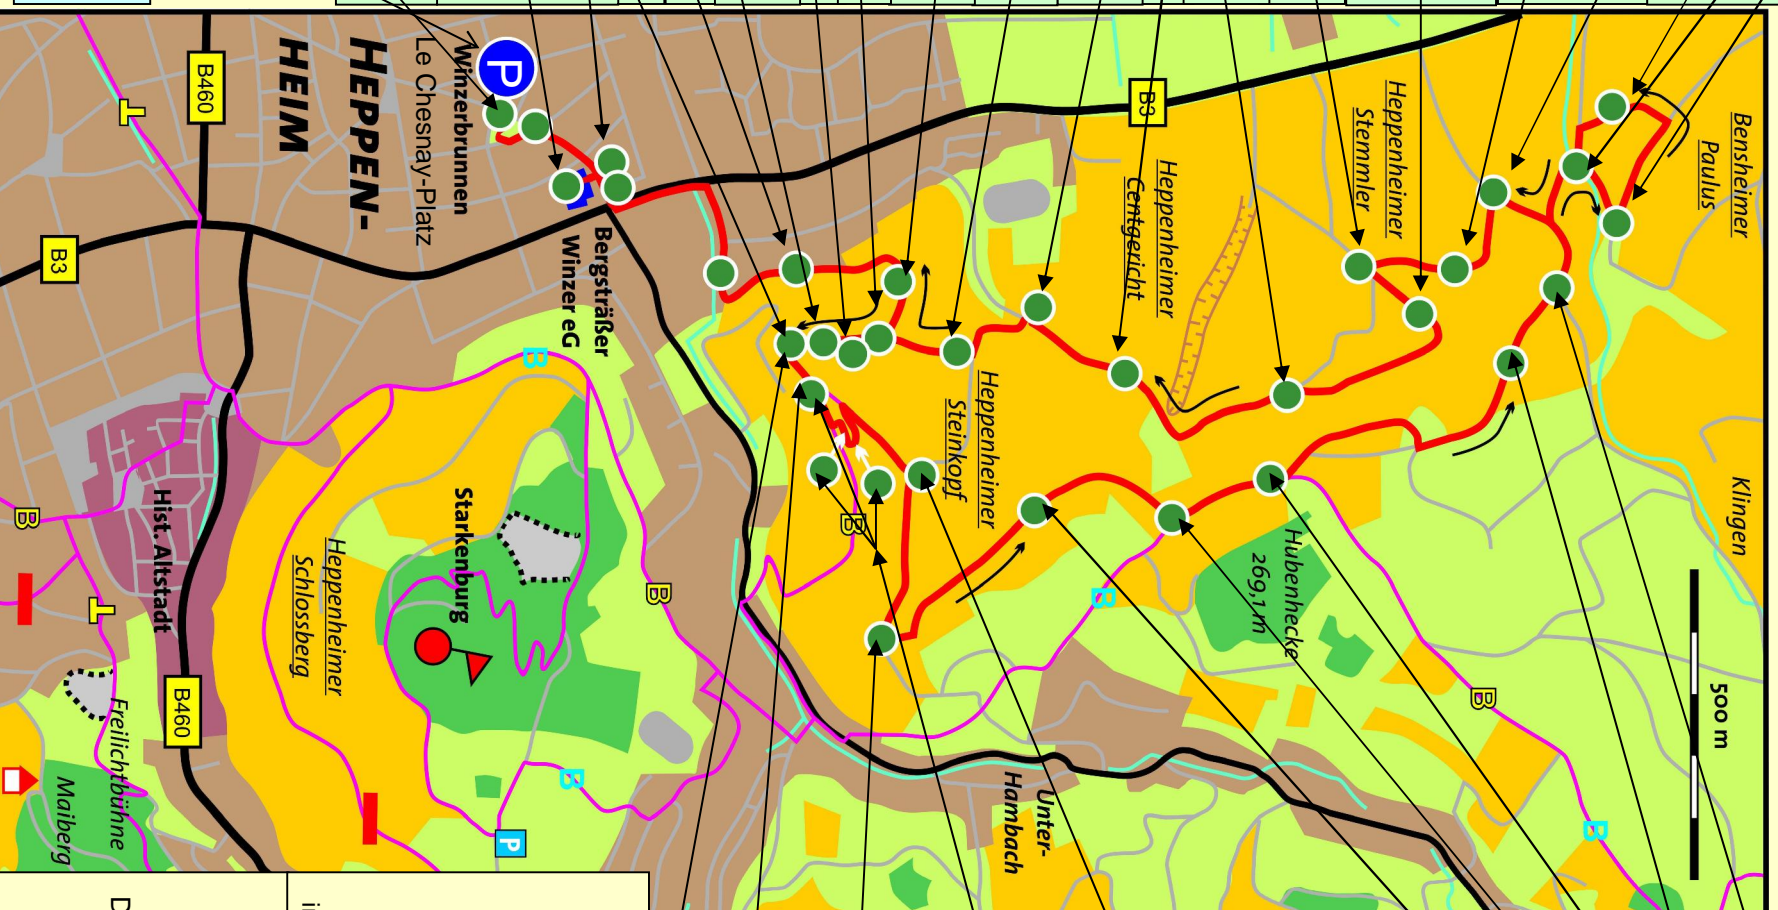 B460
HEPPEN-
HEIM
Le Chesnay-Platz
Winzerbrunnen
P
T
B3
B3
Bergsträßer
Winzer eG
Heppenheimer
Centgericht
Heppenheimer
Stemmler
Bensheimer
Paulus
Heppenheimer
Steinkopf
Klingen
Hubenhecke
269,1 m
500 m
B
B
B
B
B
B
B
B
Hist. Altstadt
Starkenburg
Heppenheimer
Schlossberg
T
B460
Freilichtbühne
Maiberg
P
Unter-
Hambach
D
i